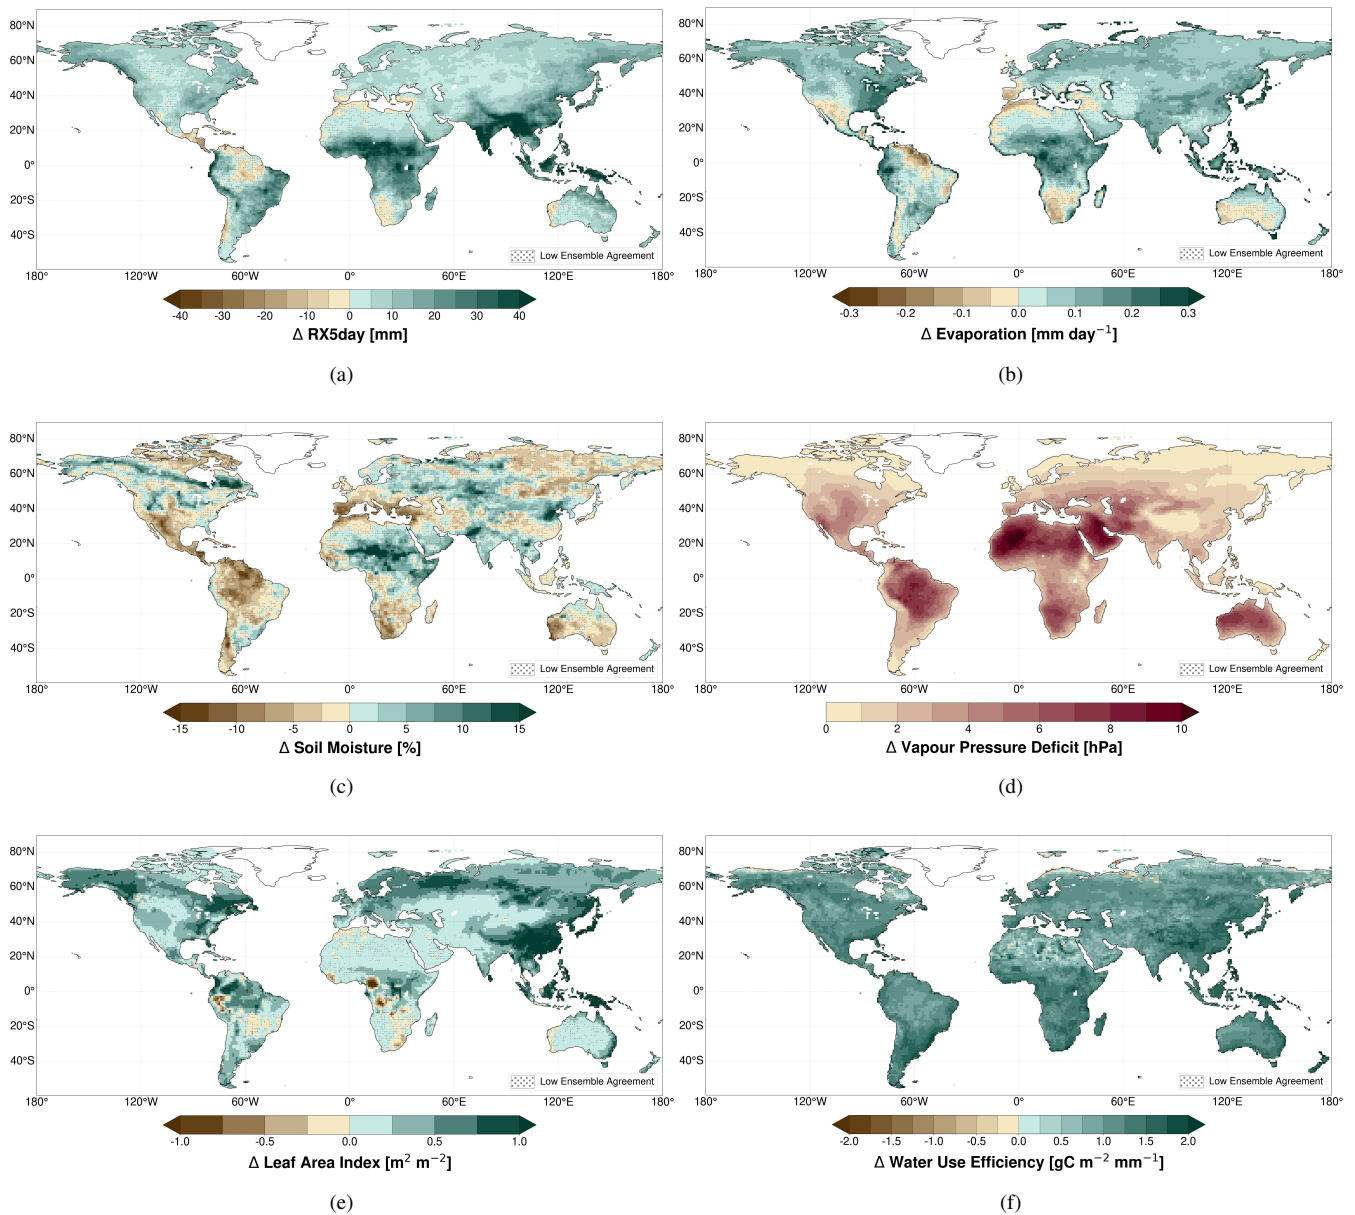 80°N
60°N
40°N
20°N
0°
20°S
40°S
Low Ensemble Agreement
180° 120°W 60°W 0° 60°E 120°E 180°
-40 -30 -20 -10 0 10 20 30 40
Δ RX5day [mm]
(a)
80°N
60°N
40°N
20°N
0°
20°S
40°S
Low Ensemble Agreement
180° 120°W 60°W 0° 60°E 120°E 180°
-0.3 -0.2 -0.1 0.0 0.1 0.2 0.3
Δ Evaporation [mm day⁻¹]
(b)
80°N
60°N
40°N
20°N
0°
20°S
40°S
Low Ensemble Agreement
180° 120°W 60°W 0° 60°E 120°E 180°
-15 -10 -5 0 5 10 15
Δ Soil Moisture [%]
(c)
80°N
60°N
40°N
20°N
0°
20°S
40°S
Low Ensemble Agreement
180° 120°W 60°W 0° 60°E 120°E 180°
0 2 4 6 8 10
Δ Vapour Pressure Deficit [hPa]
(d)
80°N
60°N
40°N
20°N
0°
20°S
40°S
Low Ensemble Agreement
180° 120°W 60°W 0° 60°E 120°E 180°
-1.0 -0.5 0.0 0.5 1.0
Δ Leaf Area Index [m² m⁻²]
(e)
80°N
60°N
40°N
20°N
0°
20°S
40°S
Low Ensemble Agreement
180° 120°W 60°W 0° 60°E 120°E 180°
-2.0 -1.5 -1.0 -0.5 0.0 0.5 1.0 1.5 2.0
Δ Water Use Efficiency [gC m⁻² mm⁻¹]
(f)